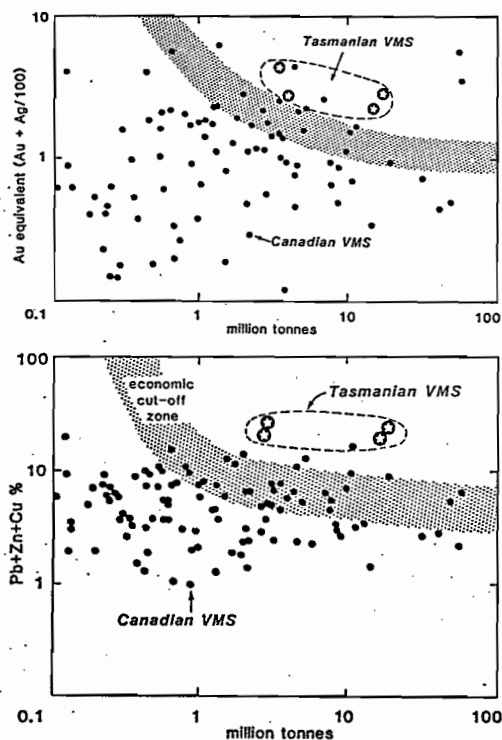 10
Tasmanian VMS
Au equivalent (Au + Ag/100)
1
Canadian VMS
0.1
1
10
100
million tonnes
100
economic
cut-off
zone
Tasmanian VMS
10
Pb+Zn+Cu %
1
Canadian VMS
0.1
1
10
100
million tonnes